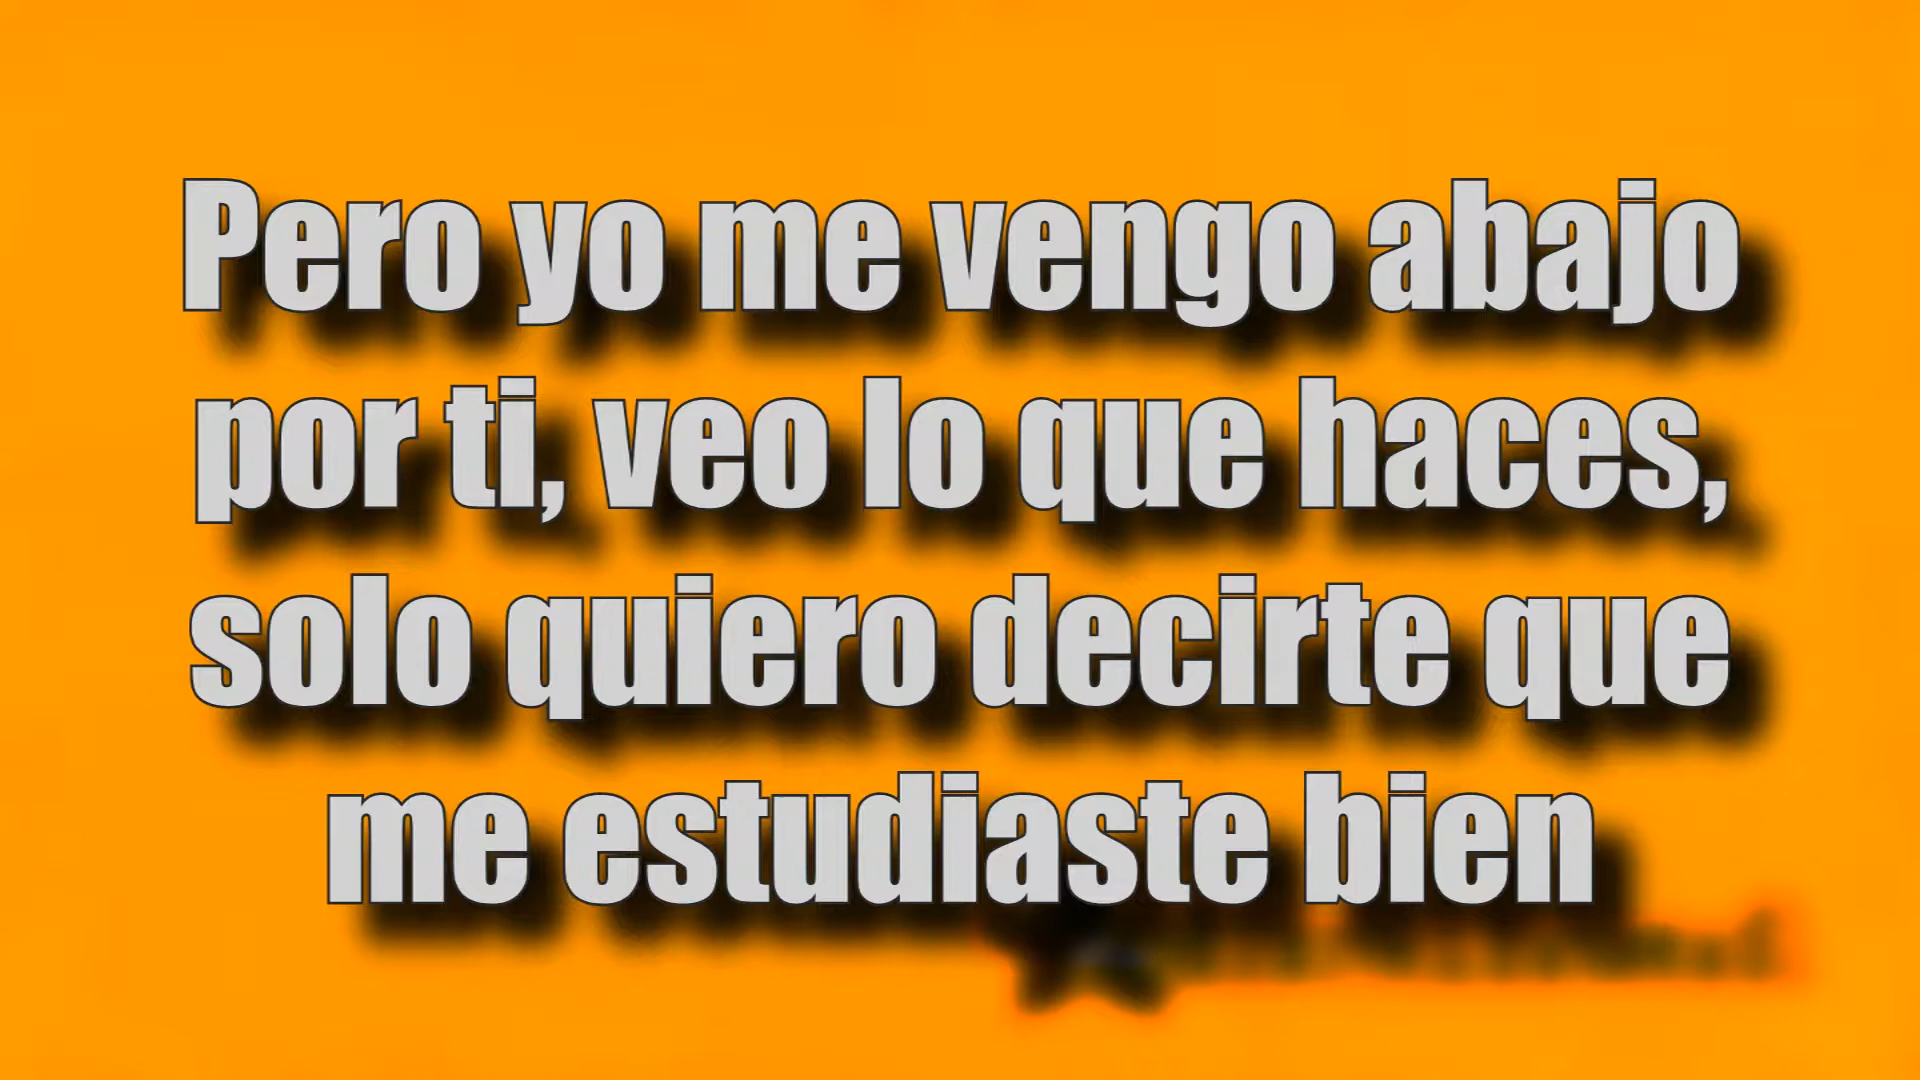 Pero yo me vengo abajo
por ti, veo lo que haces,
solo quiero decirte que
me estudiaste bien